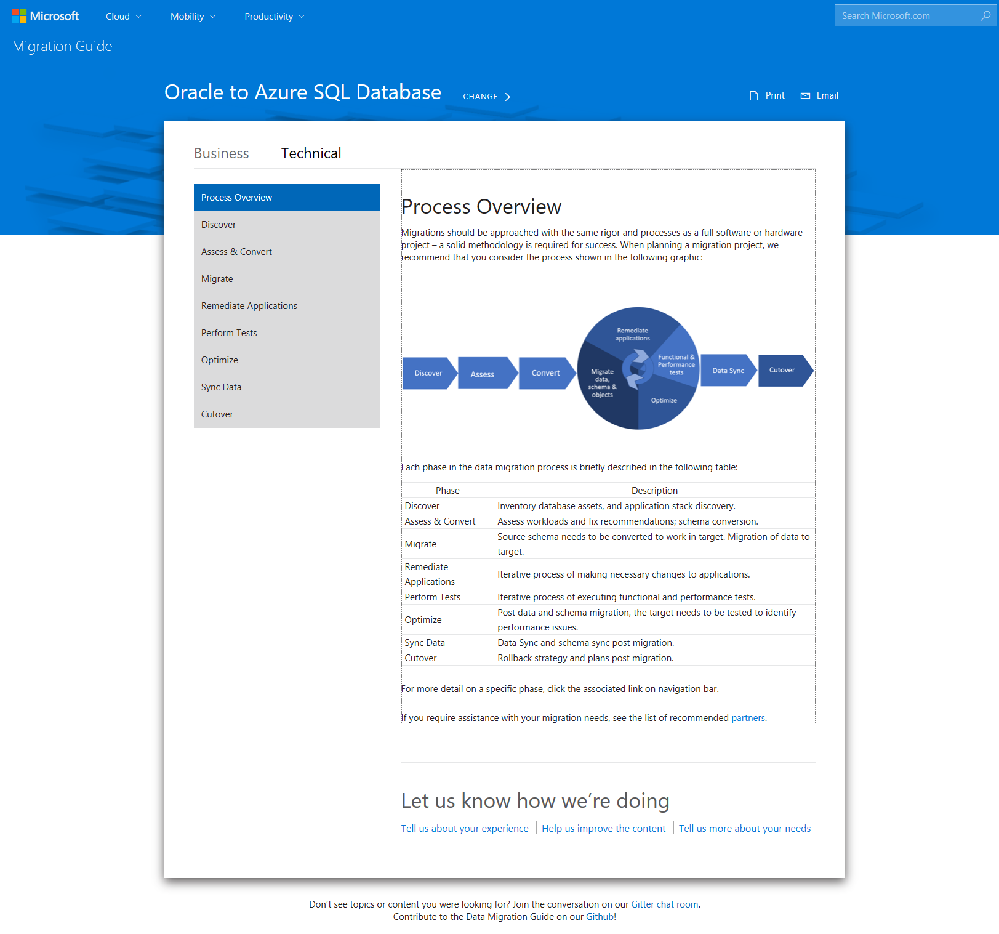 Microsoft
Cloud
Mobility
Productivity
Search Microsoft.com
Migration Guide
Oracle to Azure SQL Database
CHANGE
Print
Email
Business
Technical
Process Overview
Discover
Assess & Convert
Migrate
Remediate Applications
Perform Tests
Optimize
Sync Data
Cutover
Process Overview
Migrations should be approached with the same rigor and processes as a full software or hardware
project – a solid methodology is required for success. When planning a migration project, we
recommend that you consider the process shown in the following graphic:
Discover
Assess
Convert
Remediate
applications
Functional &
Performance
tests
Migrate
data,
schema &
objects
Optimize
Data Sync
Cutover
Each phase in the data migration process is briefly described in the following table:
Phase Description
Discover Inventory database assets, and application stack discovery.
Assess & Convert Assess workloads and fix recommendations; schema conversion.
Migrate
Source schema needs to be converted to work in target. Migration of data to
target.
Remediate
Applications
Iterative process of making necessary changes to applications.
Perform Tests Iterative process of executing functional and performance tests.
Optimize
Post data and schema migration, the target needs to be tested to identify
performance issues.
Sync Data Data Sync and schema sync post migration.
Cutover Rollback strategy and plans post migration.
For more detail on a specific phase, click the associated link on navigation bar.
If you require assistance with your migration needs, see the list of recommended partners.
Let us know how we’re doing
Tell us about your experience
Help us improve the content
Tell us more about your needs
Don’t see topics or content you were looking for? Join the conversation on our Gitter chat room.
Contribute to the Data Migration Guide on our Github!